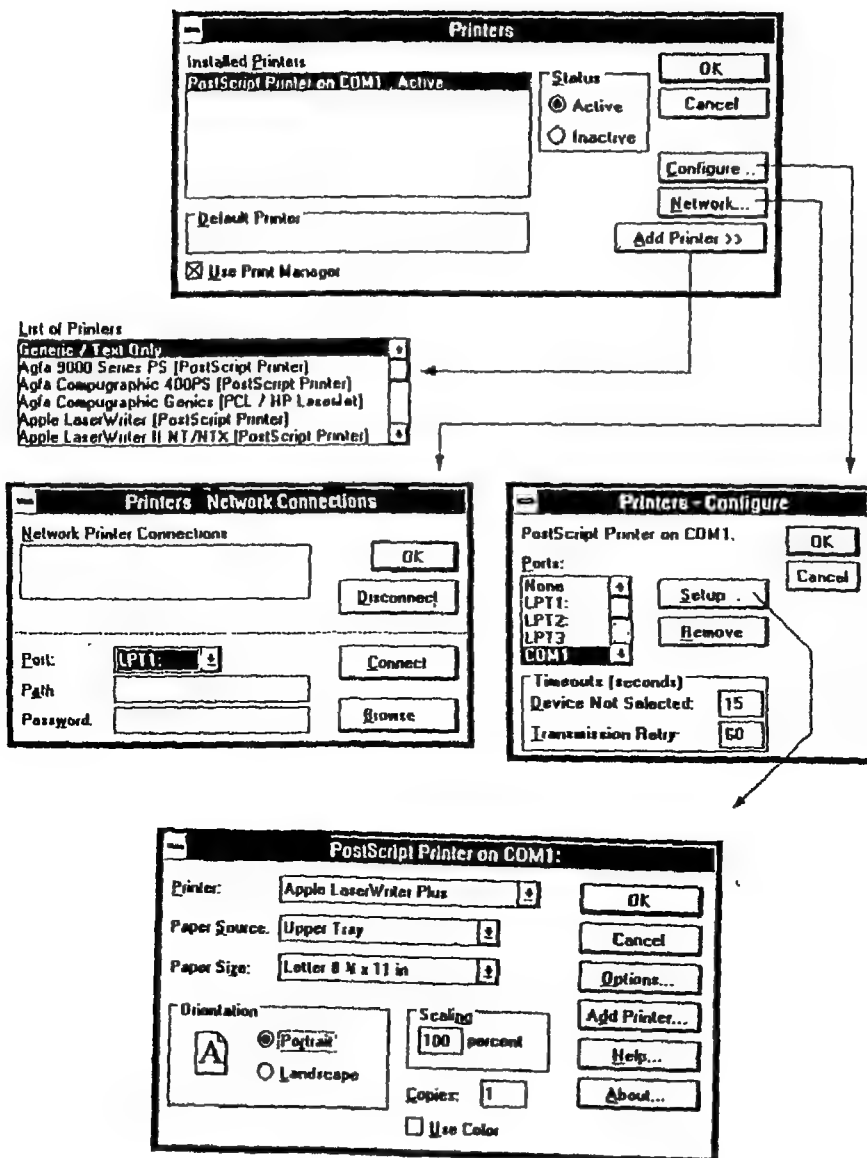 Printers
Installed Printers
PostScript Printer on COM1, Active
Status
Active
Inactive
OK
Cancel
Configure ..
Network...
Add Printer >>
Default Printer
Use Print Manager
List of Printers
Generic / Text Only
Agfa 9000 Series PS [PostScript Printer]
Agfa Compugraphic 400PS [PostScript Printer]
Agfa Compugraphic Genics [PCL / HP LaserJet]
Apple LaserWriter [PostScript Printer]
Apple LaserWriter II NT/NTX [PostScript Printer]
Printers Network Connections
Network Printer Connections
OK
Disconnect
Port: LPT1:
Path
Password.
Connect
Browse
Printers - Configure
PostScript Printer on COM1,
Ports:
None
LPT1:
LPT2:
LPT3
COM1
Setup .
Remove
OK
Cancel
Timeouts (seconds)
Device Not Selected: 15
Transmission Retry 60
PostScript Printer on COM1:
Printer: Apple LaserWriter Plus
Paper Source. Upper Tray
Paper Size: Letter 8 ½ x 11 in
OK
Cancel
Options...
Add Printer...
Help...
About...
Orientation
A
Portrait
Landscape
Scaling
100 percent
Copies: 1
Use Color